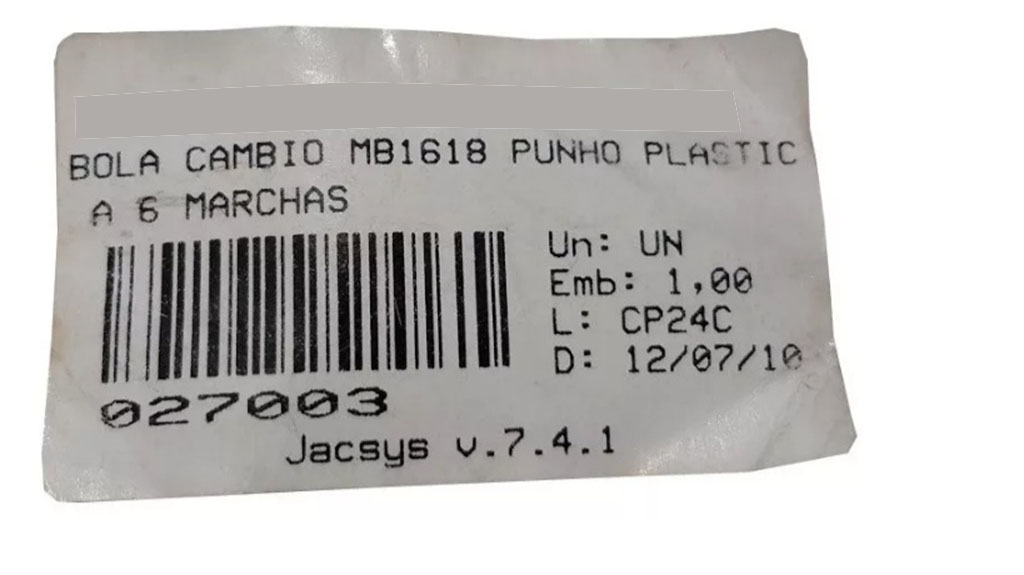 BOLA CAMBIO MB1618 PUNHO PLASTIC
A 6 MARCHAS
Un: UN
Emb: 1,00
L: CP24C
D: 12/07/10
027003
Jacsys v.7.4.1